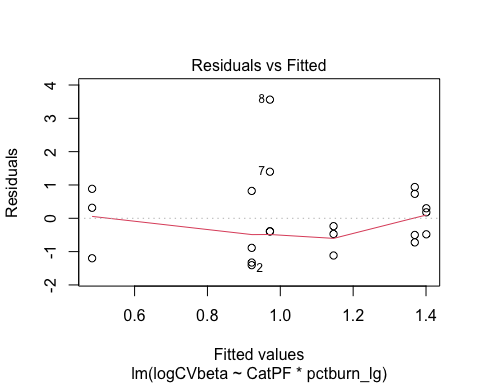 Residuals vs Fitted
Residuals
4
3
2
1
0
-1
-2
8
7
2
0.6 0.8 1.0 1.2 1.4
Fitted values
lm(logCVbeta ~ CatPF * pctburn_lg)